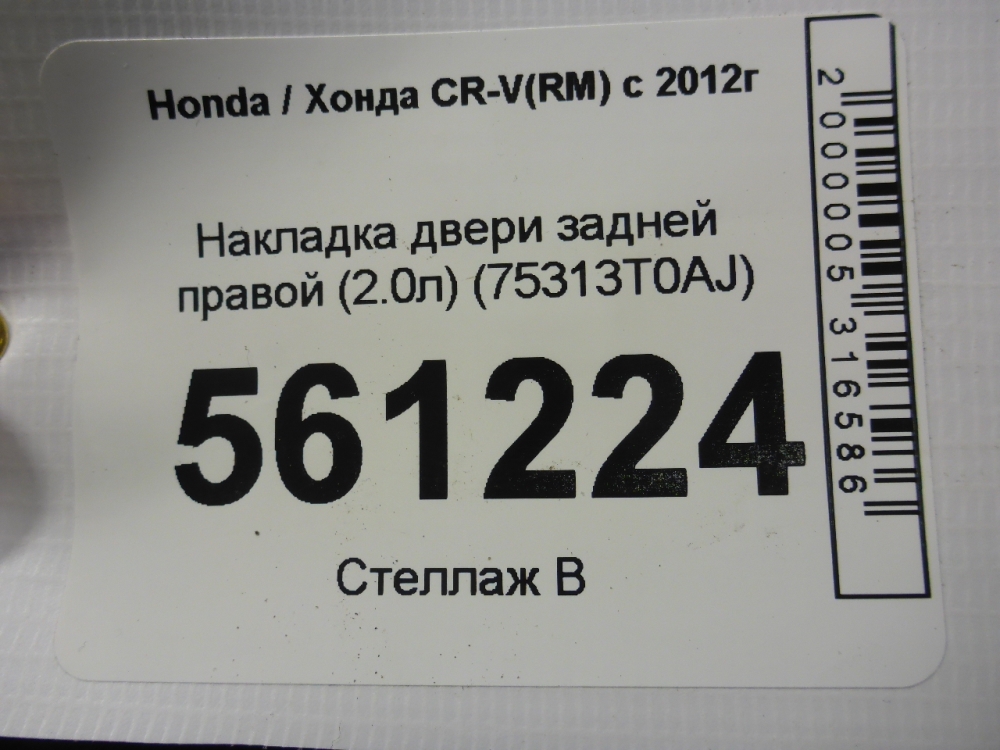 Honda / Хонда CR-V(RM) с 2012г
Накладка двери задней
правой (2.0л) (75313T0AJ)
561224
Стеллаж В
2000005316586